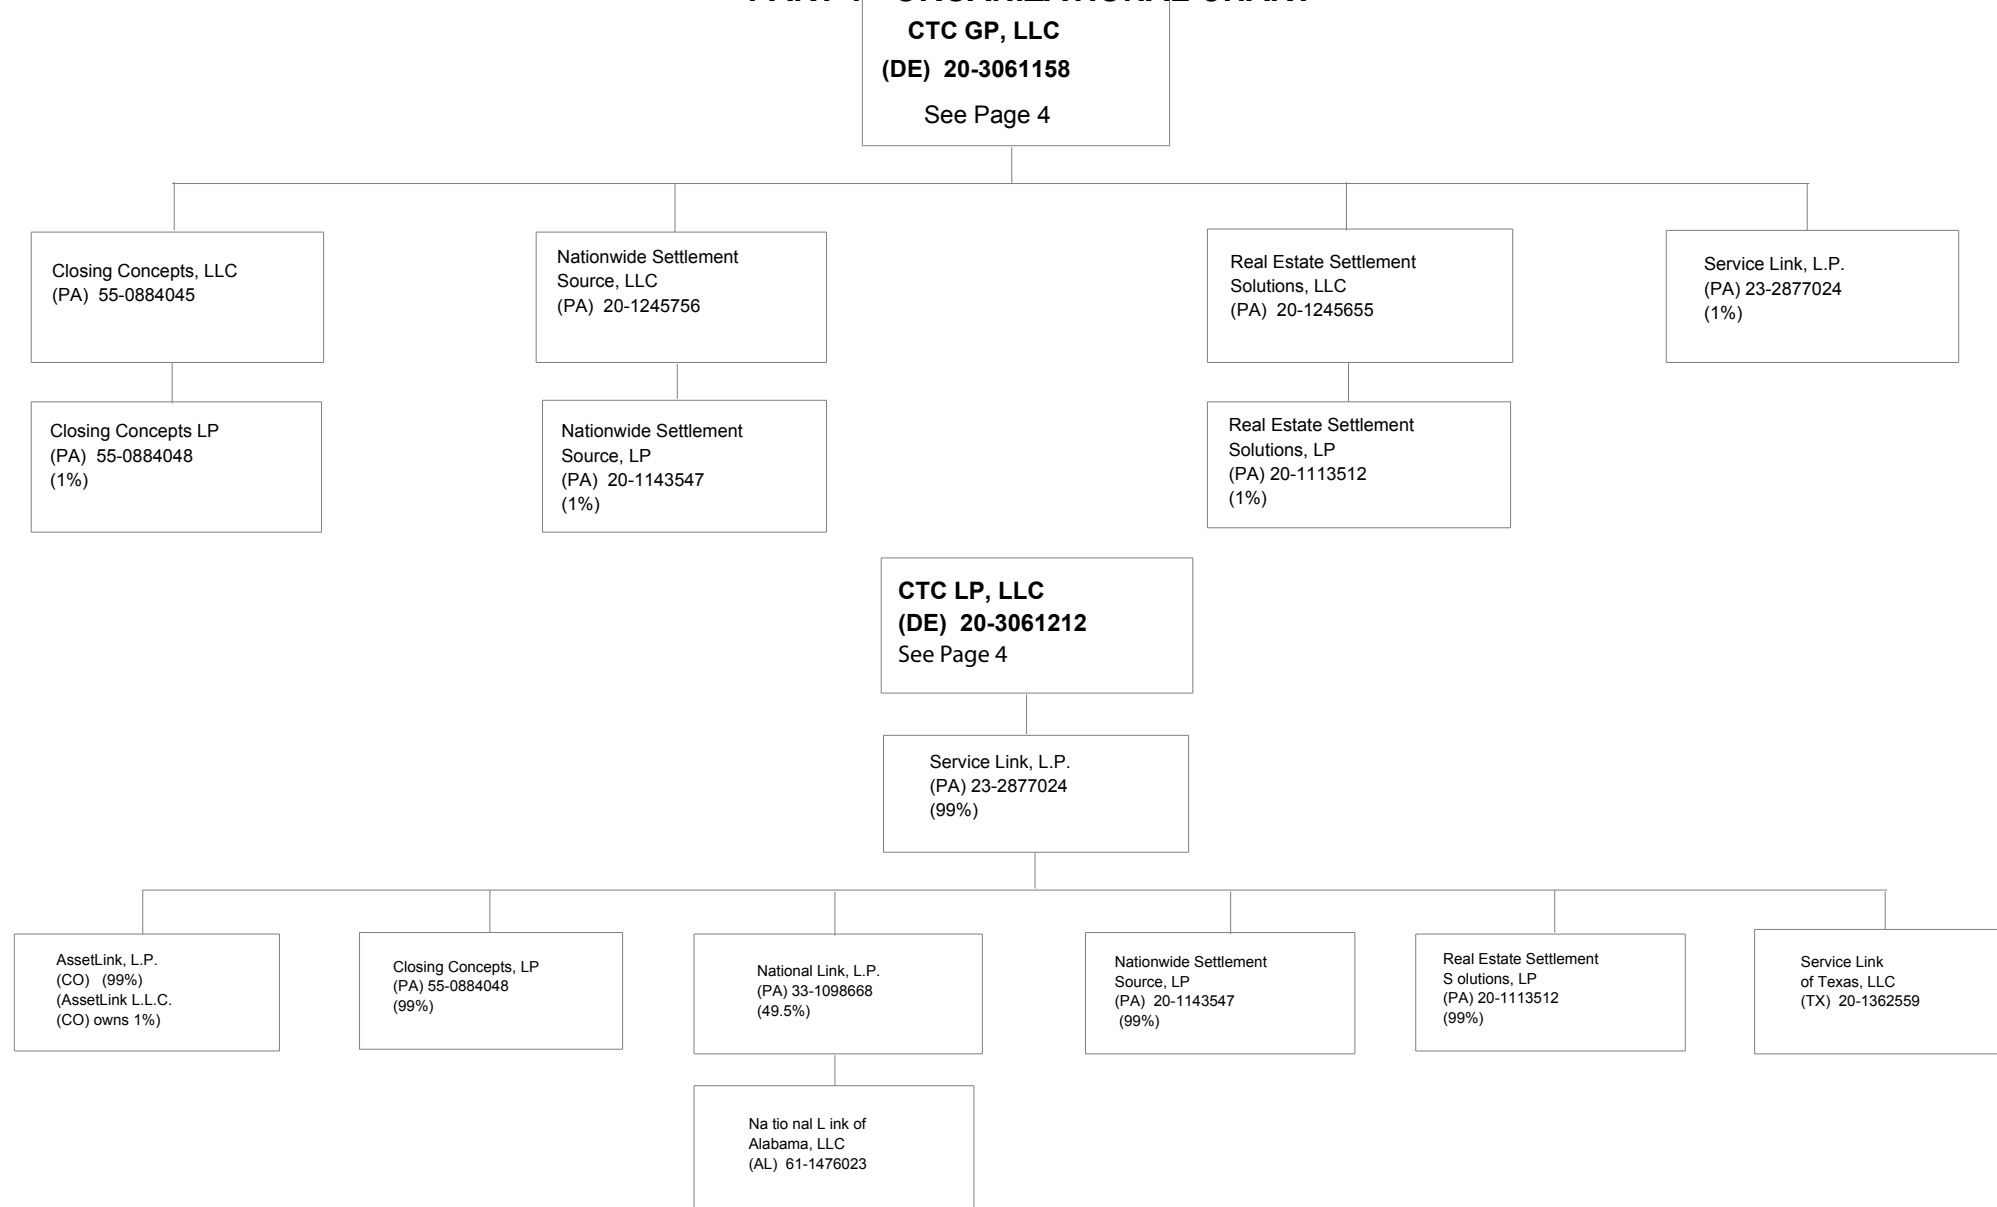 CTC GP, LLC
(DE) 20-3061158
See Page 4
Closing Concepts, LLC
(PA) 55-0884045
Nationwide Settlement
Source, LLC
(PA) 20-1245756
Real Estate Settlement
Solutions, LLC
(PA) 20-1245655
Service Link, L.P.
(PA) 23-2877024
(1%)
Closing Concepts LP
(PA) 55-0884048
(1%)
Nationwide Settlement
Source, LP
(PA) 20-1143547
(1%)
Real Estate Settlement
Solutions, LP
(PA) 20-1113512
(1%)
CTC LP, LLC
(DE) 20-3061212
See Page 4
Service Link, L.P.
(PA) 23-2877024
(99%)
AssetLink, L.P.
(CO) (99%)
(AssetLink L.L.C.
(CO) owns 1%)
Closing Concepts, LP
(PA) 55-0884048
(99%)
National Link, L.P.
(PA) 33-1098668
(49.5%)
Nationwide Settlement
Source, LP
(PA) 20-1143547
(99%)
Real Estate Settlement
S olutions, LP
(PA) 20-1113512
(99%)
Service Link
of Texas, LLC
(TX) 20-1362559
Na tio nal L ink of
Alabama, LLC
(AL) 61-1476023